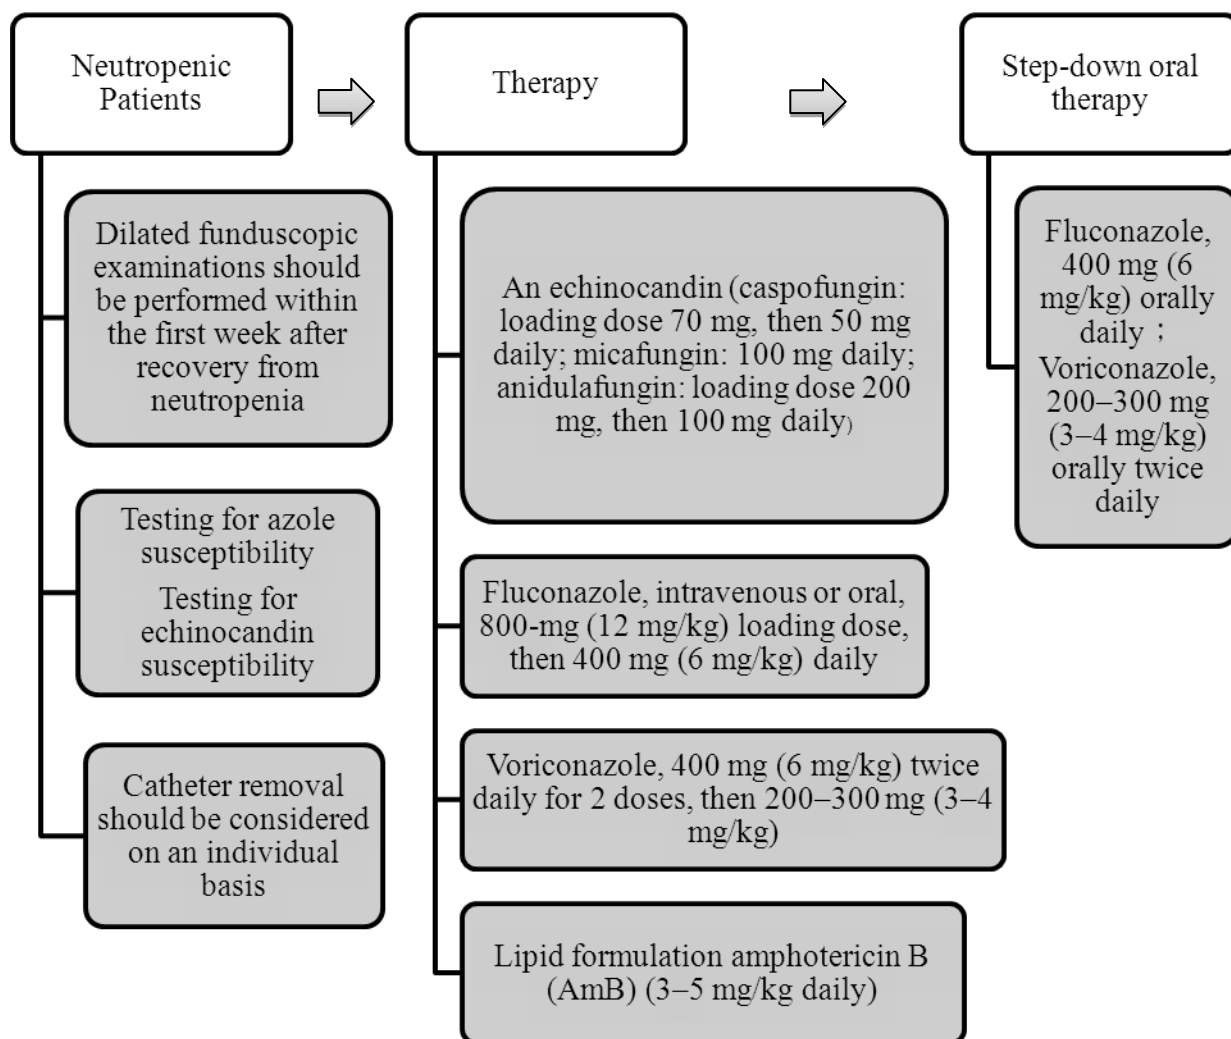 Neutropenic
Patients
Therapy
Step-down oral
therapy
Dilated funduscopic
examinations should
be performed within
the first week after
recovery from
neutropenia
Testing for azole
susceptibility
Testing for
echinocandin
susceptibility
Catheter removal
should be considered
on an individual
basis
An echinocandin (caspofungin:
loading dose 70 mg, then 50 mg
daily; micafungin: 100 mg daily;
anidulafungin: loading dose 200
mg, then 100 mg daily)
Fluconazole, intravenous or oral,
800-mg (12 mg/kg) loading dose,
then 400 mg (6 mg/kg) daily
Voriconazole, 400 mg (6 mg/kg) twice
daily for 2 doses, then 200–300 mg (3–4
mg/kg)
Lipid formulation amphotericin B
(AmB) (3–5 mg/kg daily)
Fluconazole,
400 mg (6
mg/kg) orally
daily；
Voriconazole,
200–300 mg
(3–4 mg/kg)
orally twice
daily